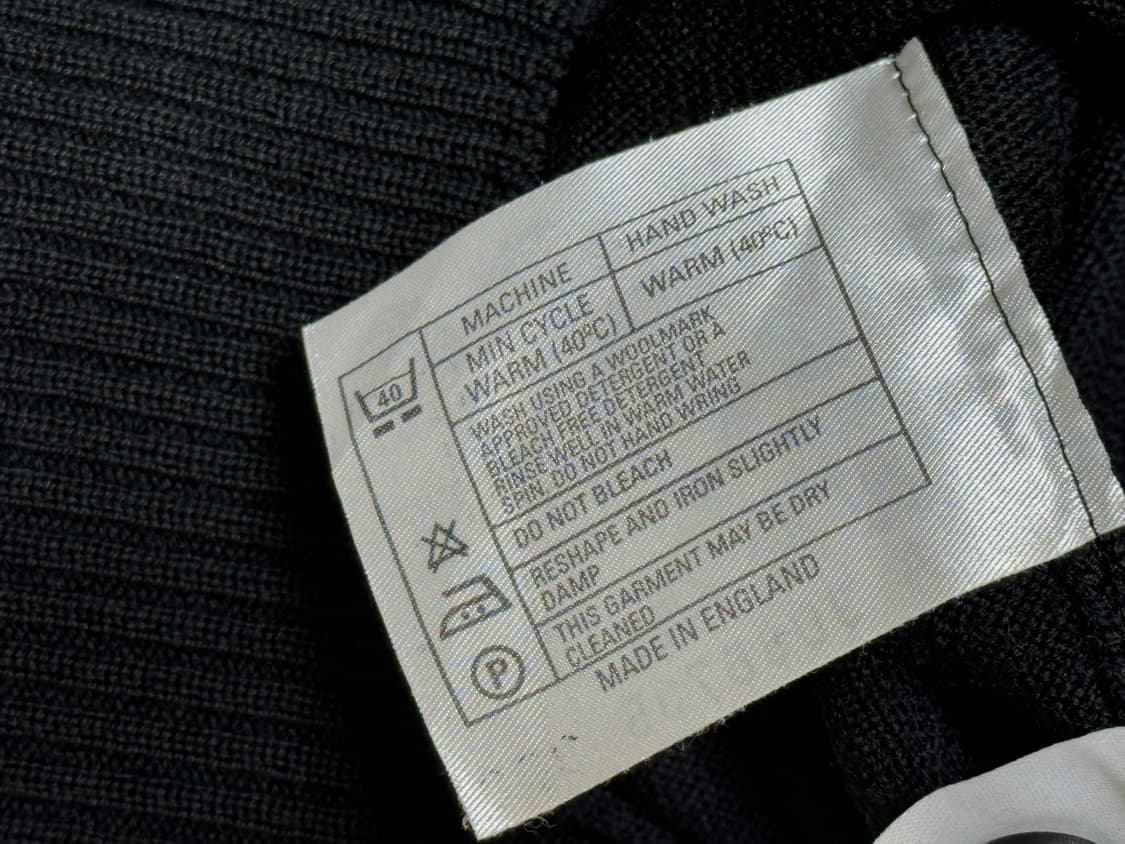 MACHINE
HAND WASH
40
MIN CYCLE
WARM (40ºC)
WARM (40ºC)
WASH USING A WOOLMARK
APPROVED DETERGENT OR A
BLEACH FREE DETERGENT
RINSE WELL IN WARM WATER
SPIN. DO NOT HAND WRING
DO NOT BLEACH
RESHAPE AND IRON SLIGHTLY
DAMP
THIS GARMENT MAY BE DRY
CLEANED
P
MADE IN ENGLAND